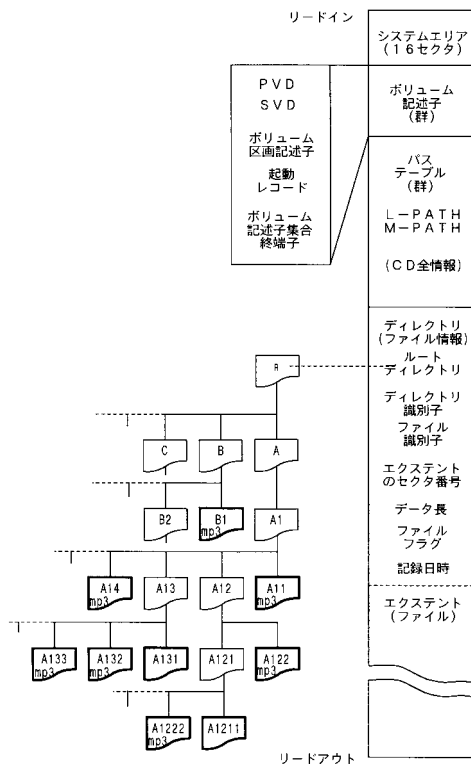 リードイン
システムエリア
(16セクタ)
ボリューム
記述子
(群)
PVD
SVD
ボリューム
区画記述子
起動
レコード
ボリューム
記述子集合
終端子
パス
テーブル
(群)
L-PATH
M-PATH
(CD全情報)
ディレクトリ
(ファイル情報)
ルート
ディレクトリ
ディレクトリ
識別子
ファイル
識別子
エクステント
のセクタ番号
データ長
ファイル
フラグ
記録日時
エクステント
(ファイル)
リードアウト
R
C
B
A
B2
B1
mp3
A1
A14
mp3
A13
A12
A11
mp3
A133
mp3
A132
mp3
A131
A121
A122
mp3
A1222
mp3
A1211